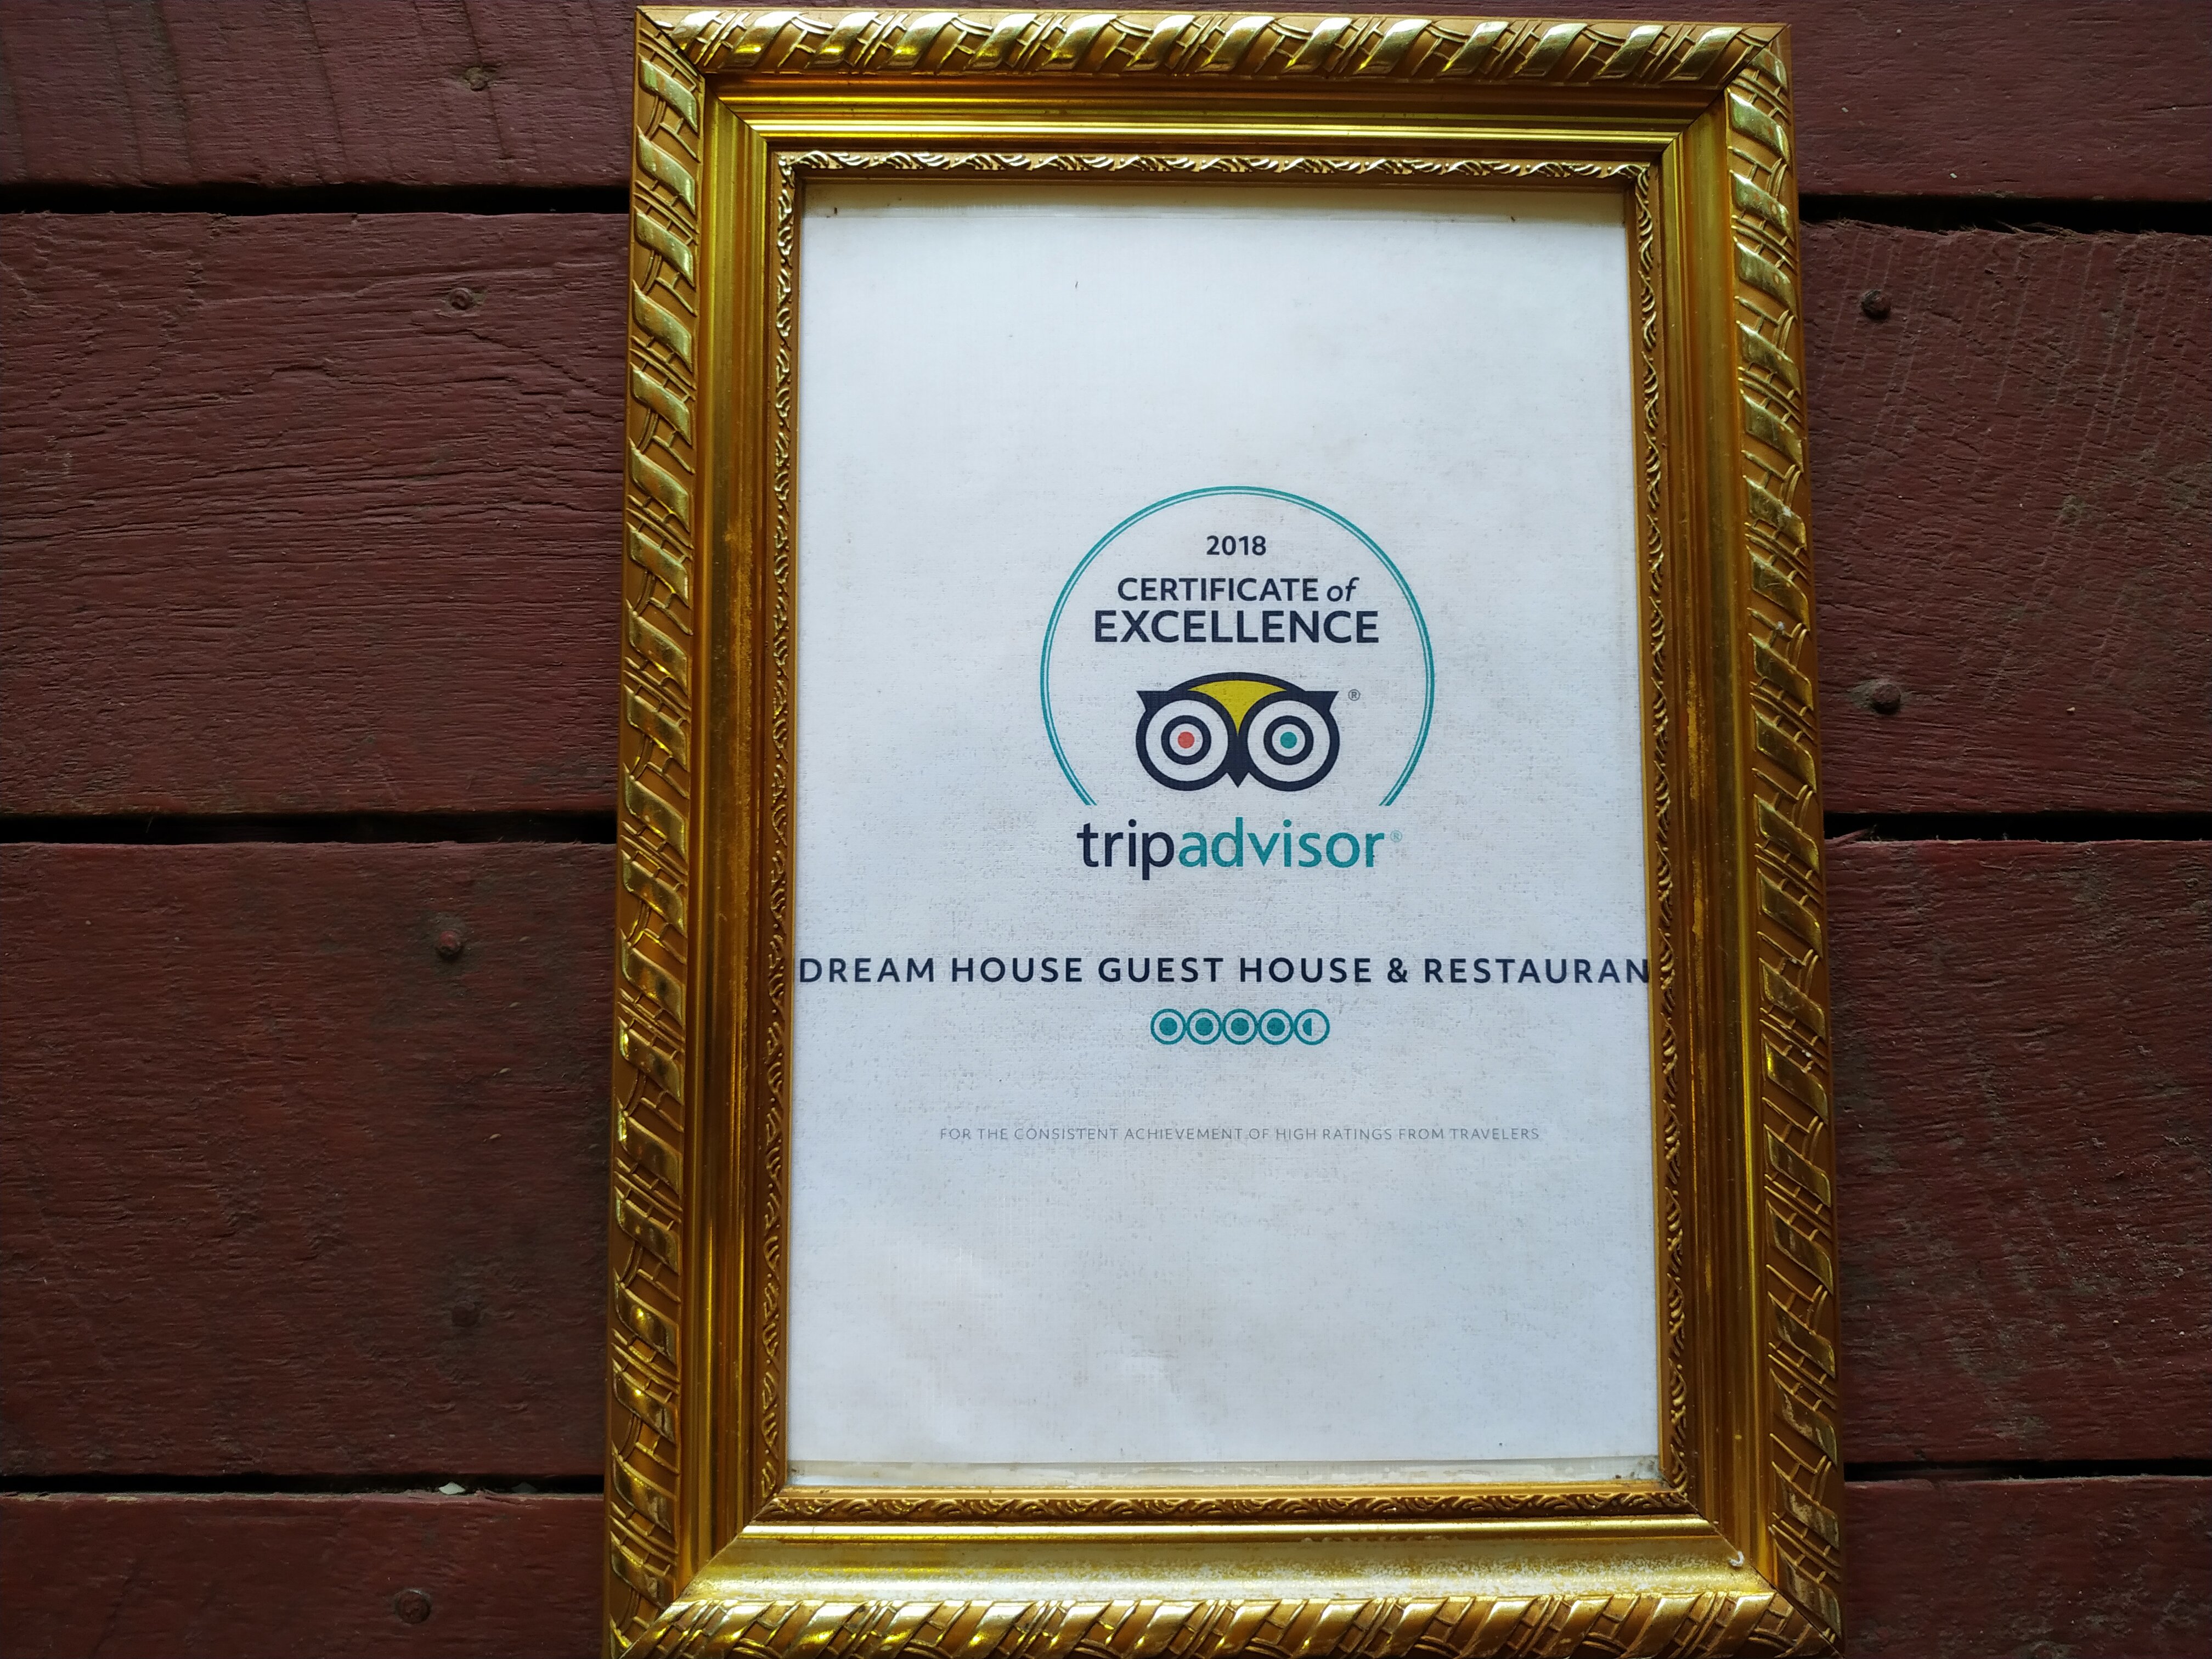 2018
CERTIFICATE of
EXCELLENCE
®
tripadvisor®
DREAM HOUSE GUEST HOUSE & RESTAURAN
FOR THE CONSISTENT ACHIEVEMENT OF HIGH RATINGS FROM TRAVELERS